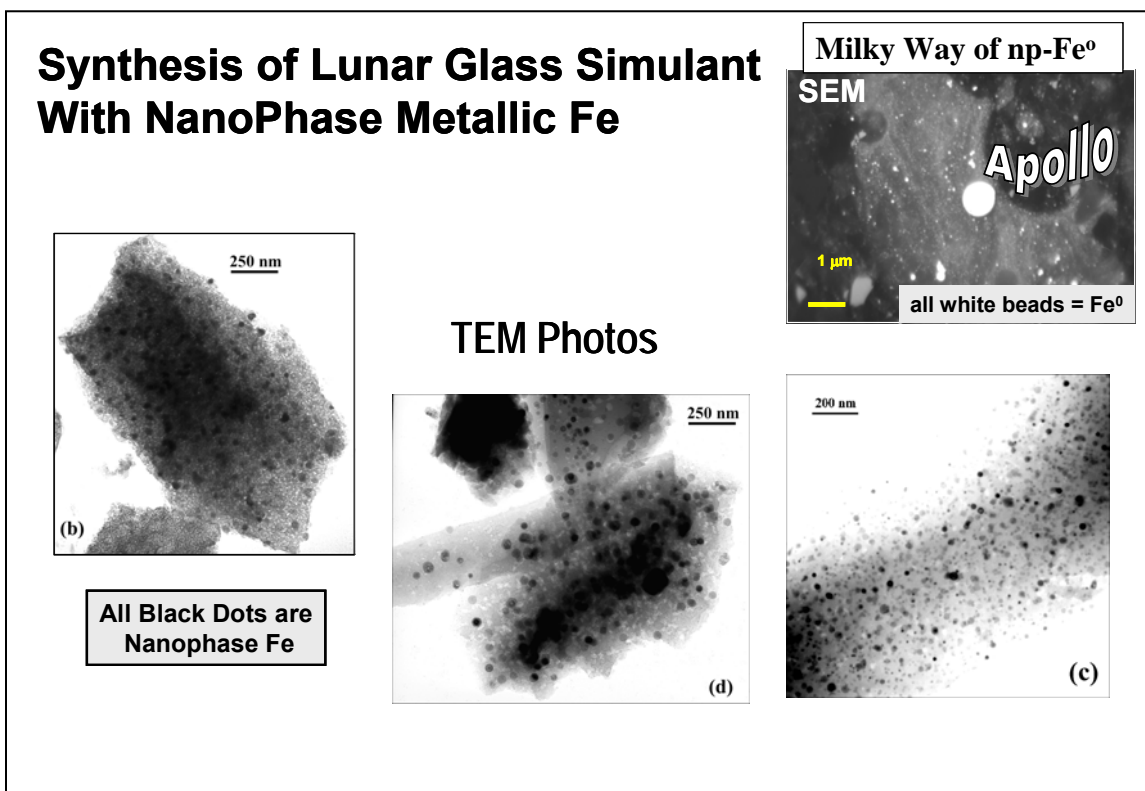 Synthesis of Lunar Glass Simulant
With NanoPhase Metallic Fe
Milky Way of np-Feº
SEM
Apollo
1 μm
all white beads = Fe⁰
250 nm
(b)
TEM Photos
250 nm
(d)
200 nm
(c)
All Black Dots are
Nanophase Fe